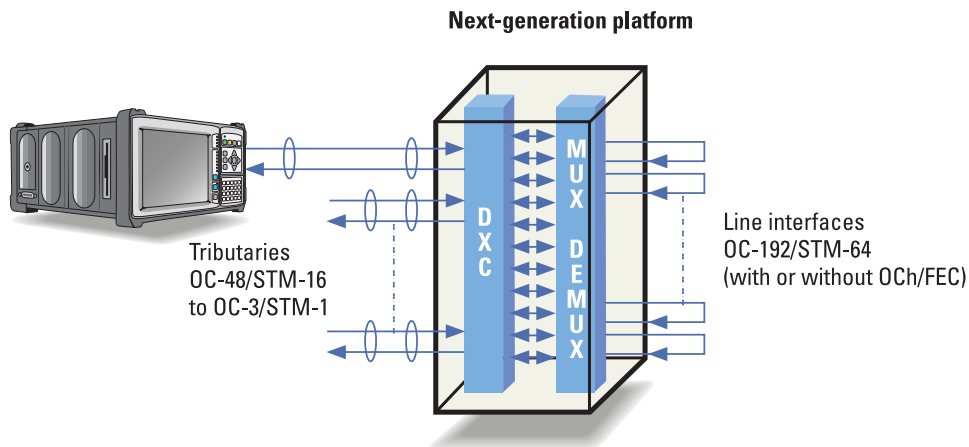 Next-generation platform
DXC
MUX DEMUX
Tributaries
OC-48/STM-16
to OC-3/STM-1
Line interfaces
OC-192/STM-64
(with or without OCh/FEC)